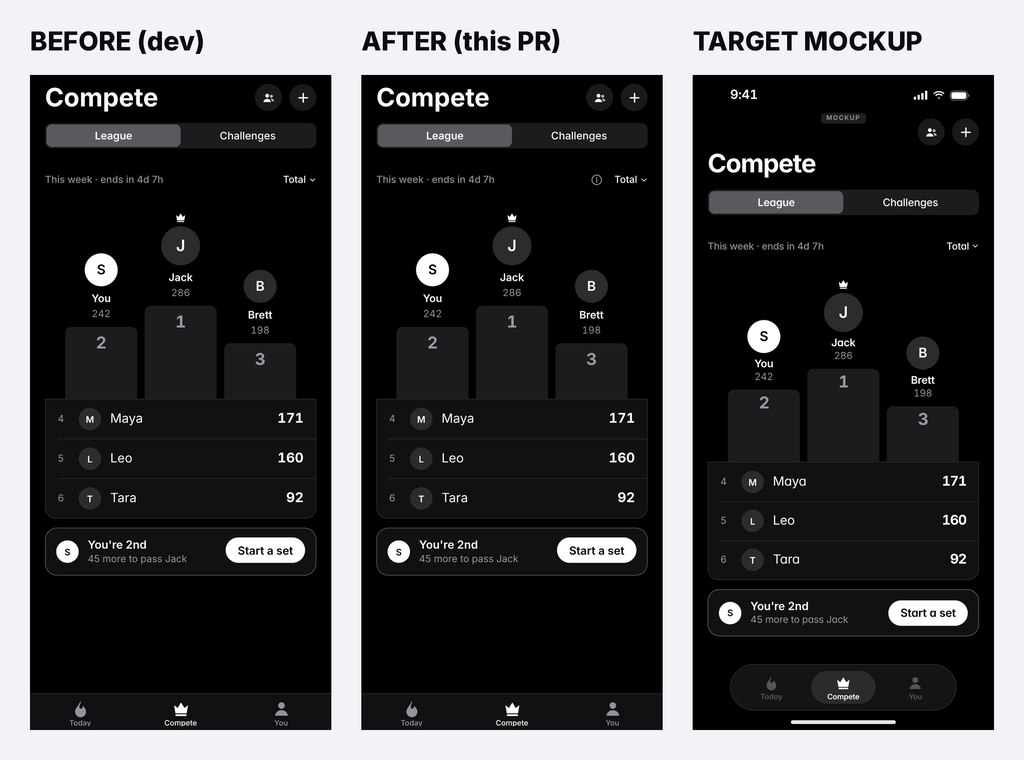 BEFORE (dev)
Compete
League Challenges
This week · ends in 4d 7h Total
J
Jack
286
S
You
242
B
Brett
198
1
2
3
4 M Maya 171
5 L Leo 160
6 T Tara 92
S
You're 2nd
45 more to pass Jack
Start a set
Today Compete You
AFTER (this PR)
Compete
League Challenges
This week · ends in 4d 7h Total
J
Jack
286
S
You
242
B
Brett
198
1
2
3
4 M Maya 171
5 L Leo 160
6 T Tara 92
S
You're 2nd
45 more to pass Jack
Start a set
Today Compete You
TARGET MOCKUP
9:41
MOCKUP
Compete
League Challenges
This week · ends in 4d 7h Total
J
Jack
286
S
You
242
B
Brett
198
1
2
3
4 M Maya 171
5 L Leo 160
6 T Tara 92
S
You're 2nd
45 more to pass Jack
Start a set
Today Compete You